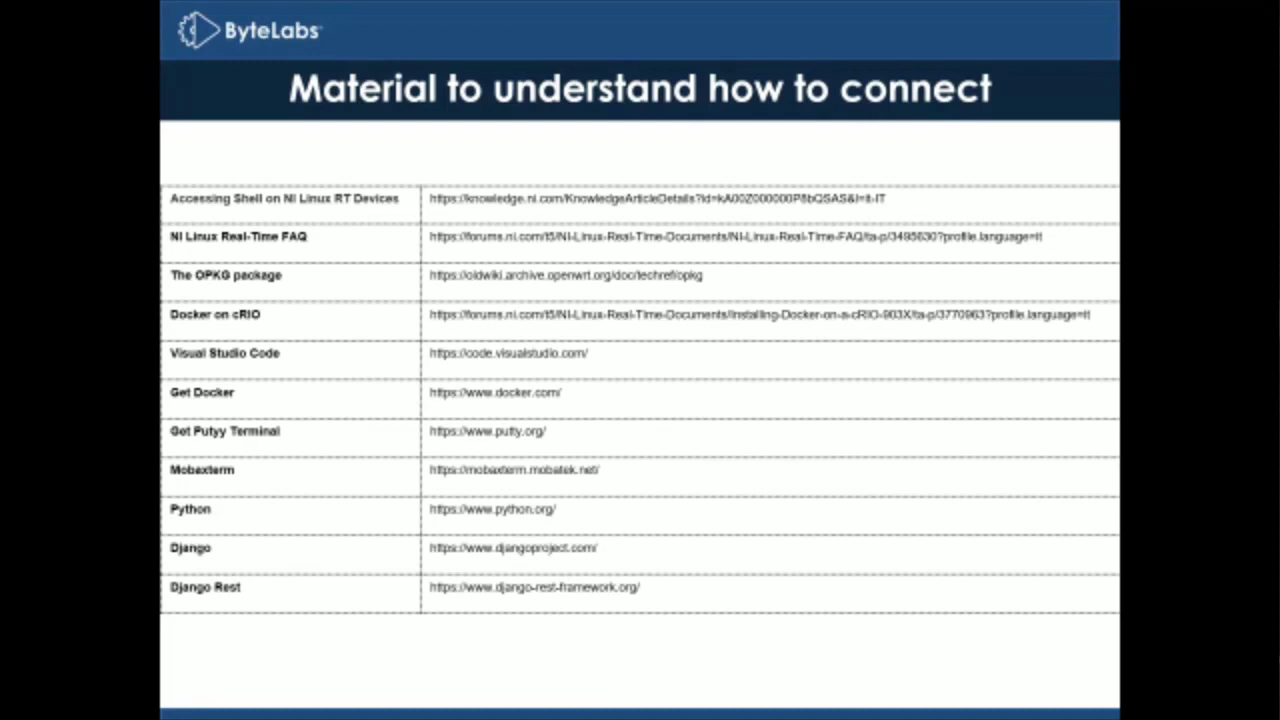 ByteLabs
Material to understand how to connect
Accessing Shell on NI Linux RT Devices
https://knowledge.ni.com/KnowledgeArticleDetails?id=kA00Z000000P8bQSAS&l=it-IT
NI Linux Real-Time FAQ
https://forums.ni.com/t5/NI-Linux-Real-Time-Documents/NI-Linux-Real-Time-FAQ/ta-p/3495630?profile.language=it
The OPKG package
https://oldwiki.archive.openwrt.org/doc/techref/opkg
Docker on cRIO
https://forums.ni.com/t5/NI-Linux-Real-Time-Documents/Installing-Docker-on-a-cRIO-903X/ta-p/3770963?profile.language=it
Visual Studio Code
https://code.visualstudio.com/
Get Docker
https://www.docker.com/
Get Putyy Terminal
https://www.putty.org/
Mobaxterm
https://mobaxterm.mobatek.net/
Python
https://www.python.org/
Django
https://www.djangoproject.com/
Django Rest
https://www.django-rest-framework.org/